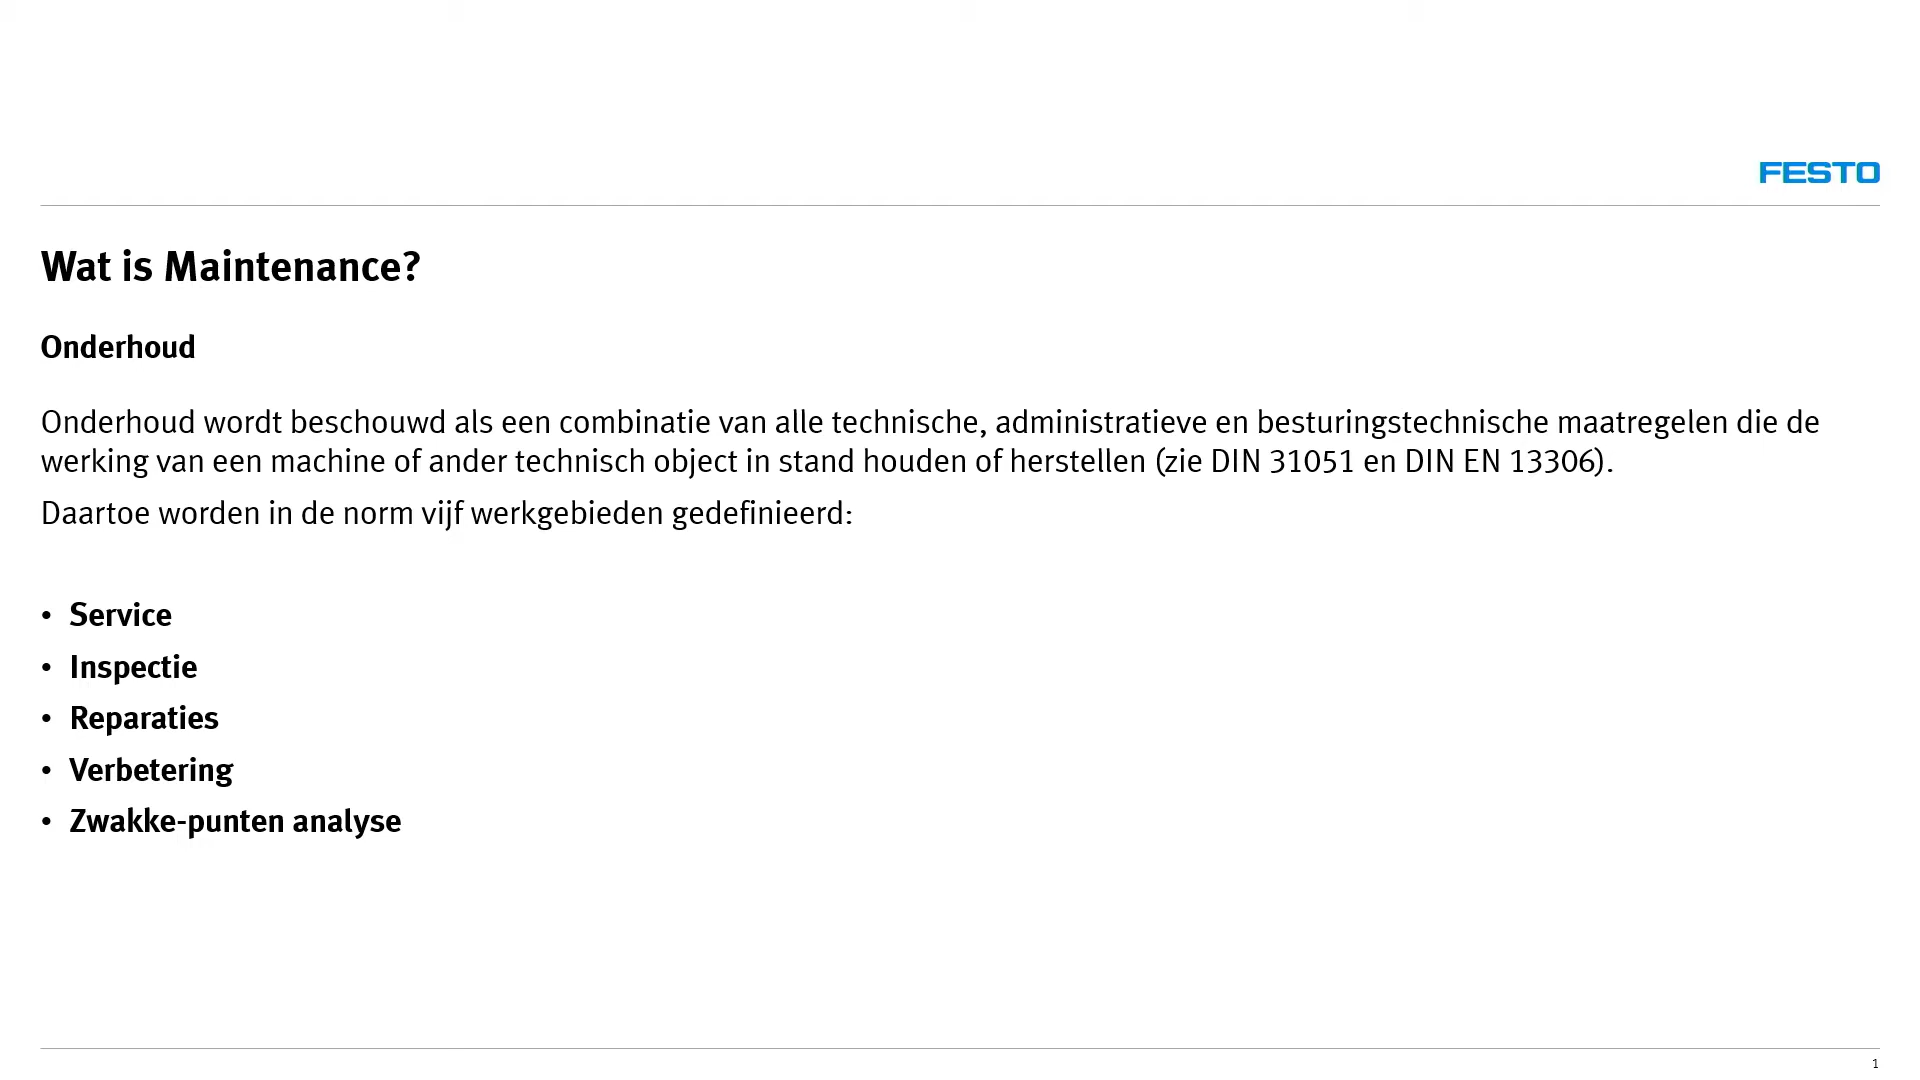 FESTO
Wat is Maintenance?
Onderhoud
Onderhoud wordt beschouwd als een combinatie van alle technische, administratieve en besturingstechnische maatregelen die de
werking van een machine of ander technisch object in stand houden of herstellen (zie DIN 31051 en DIN EN 13306).
Daartoe worden in de norm vijf werkgebieden gedefinieerd:
• Service
• Inspectie
• Reparaties
• Verbetering
• Zwakke-punten analyse
1